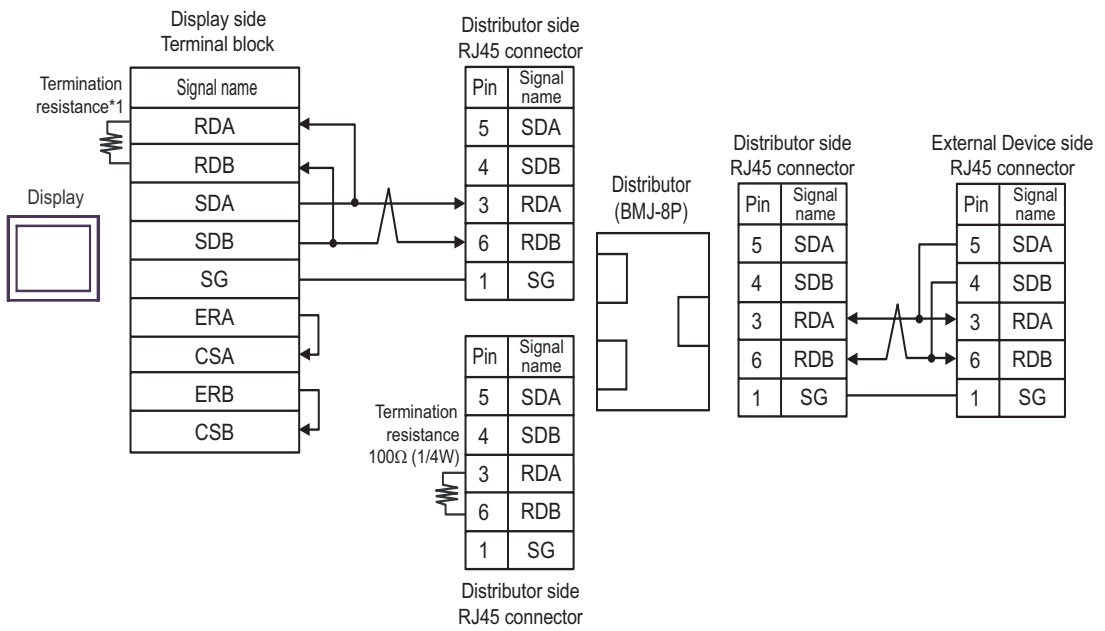 Display side
Terminal block
Termination
resistance*1
Signal name
RDA
RDB
SDA
SDB
SG
ERA
CSA
ERB
CSB
Display
Distributor side
RJ45 connector
Pin Signal name
5 SDA
4 SDB
3 RDA
6 RDB
1 SG
Termination
resistance
100Ω (1/4W)
Pin Signal name
5 SDA
4 SDB
3 RDA
6 RDB
1 SG
Distributor side
RJ45 connector
Distributor
(BMJ-8P)
Distributor side
RJ45 connector
Pin Signal name
5 SDA
4 SDB
3 RDA
6 RDB
1 SG
External Device side
RJ45 connector
Pin Signal name
5 SDA
4 SDB
3 RDA
6 RDB
1 SG